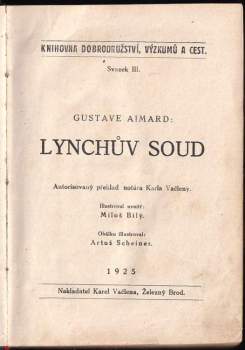 KNIHOVNA DOBRODRUŽSTVÍ, VÝZKUMŮ A CEST.
Svazek III.
GUSTAVE AIMARD:
LYNCHŮV SOUD
Autorisovaný překlad notáře Karla Vačleny.
Illustroval uvnitř:
Miloš Bílý.
Obálku illustroval:
Artuš Scheiner.
1925
Nakladatel Karel Vačlena, Železný Brod.